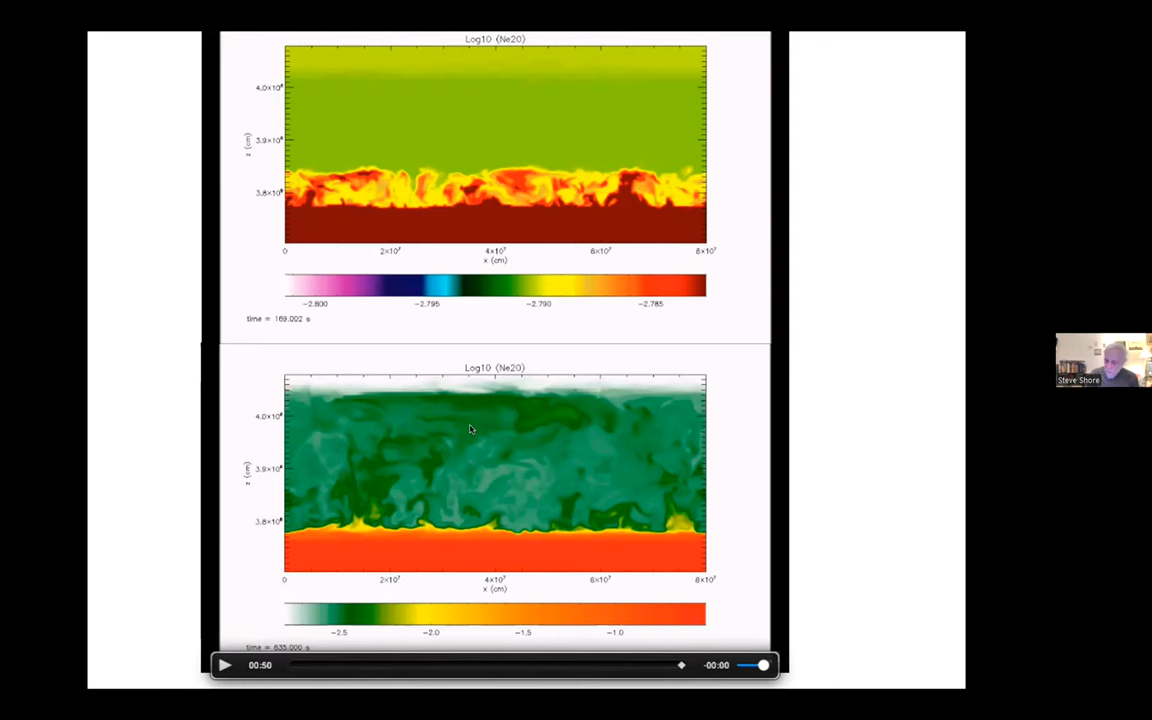 Log10 (Ne20)
4.0×10⁸
3.9×10⁸
3.8×10⁸
z (cm)
0 2×10⁷ 4×10⁷ 6×10⁷ 8×10⁷
x (cm)
−2.800 −2.795 −2.790 −2.785
time = 169.002 s
Log10 (Ne20)
4.0×10⁸
3.9×10⁸
3.8×10⁸
z (cm)
0 2×10⁷ 4×10⁷ 6×10⁷ 8×10⁷
x (cm)
−2.5 −2.0 −1.5 −1.0
time = 635.000 s
00:50 -00:00
Steve Shore